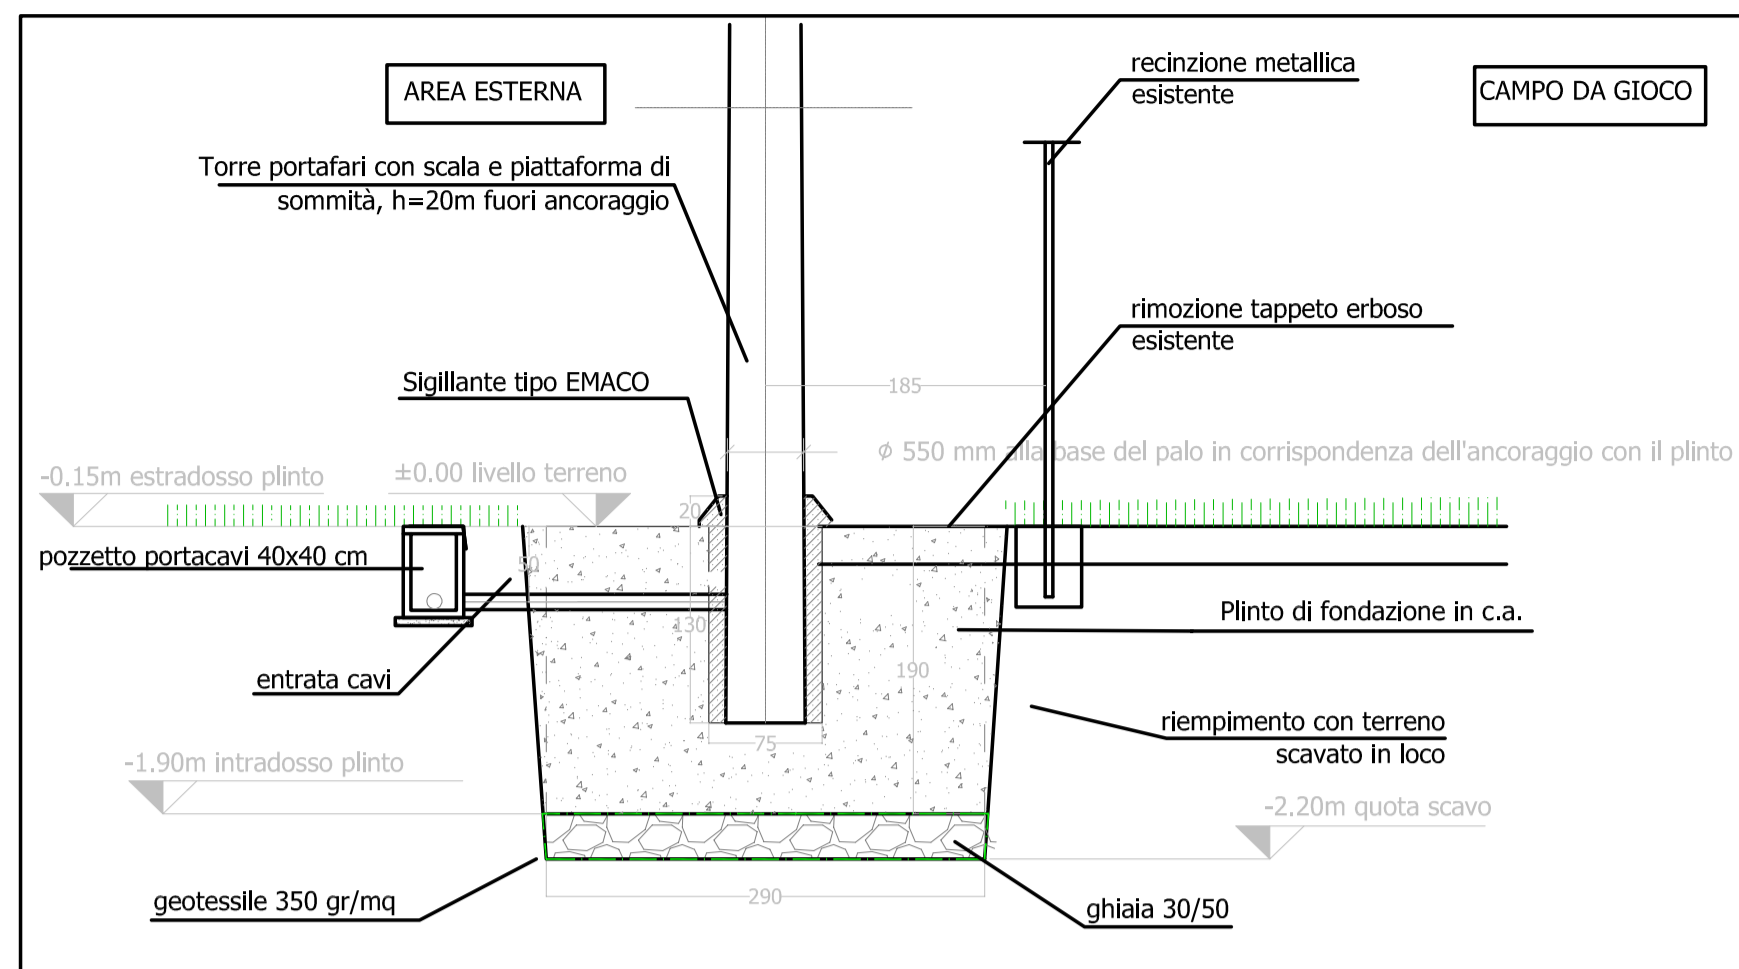 AREA ESTERNA
recinzione metallica
esistente
CAMPO DA GIOCO
Torre portafari con scala e piattaforma di
sommità, h=20m fuori ancoraggio
rimozione tappeto erboso
esistente
Sigillante tipo EMACO
185
ϕ 550 mm alla base del palo in corrispondenza dell'ancoraggio con il plinto
-0.15m estradosso plinto
±0.00 livello terreno
20
pozzetto portacavi 40x40 cm
50
130
Plinto di fondazione in c.a.
entrata cavi
190
riempimento con terreno
scavato in loco
75
-1.90m intradosso plinto
-2.20m quota scavo
geotessile 350 gr/mq
290
ghiaia 30/50